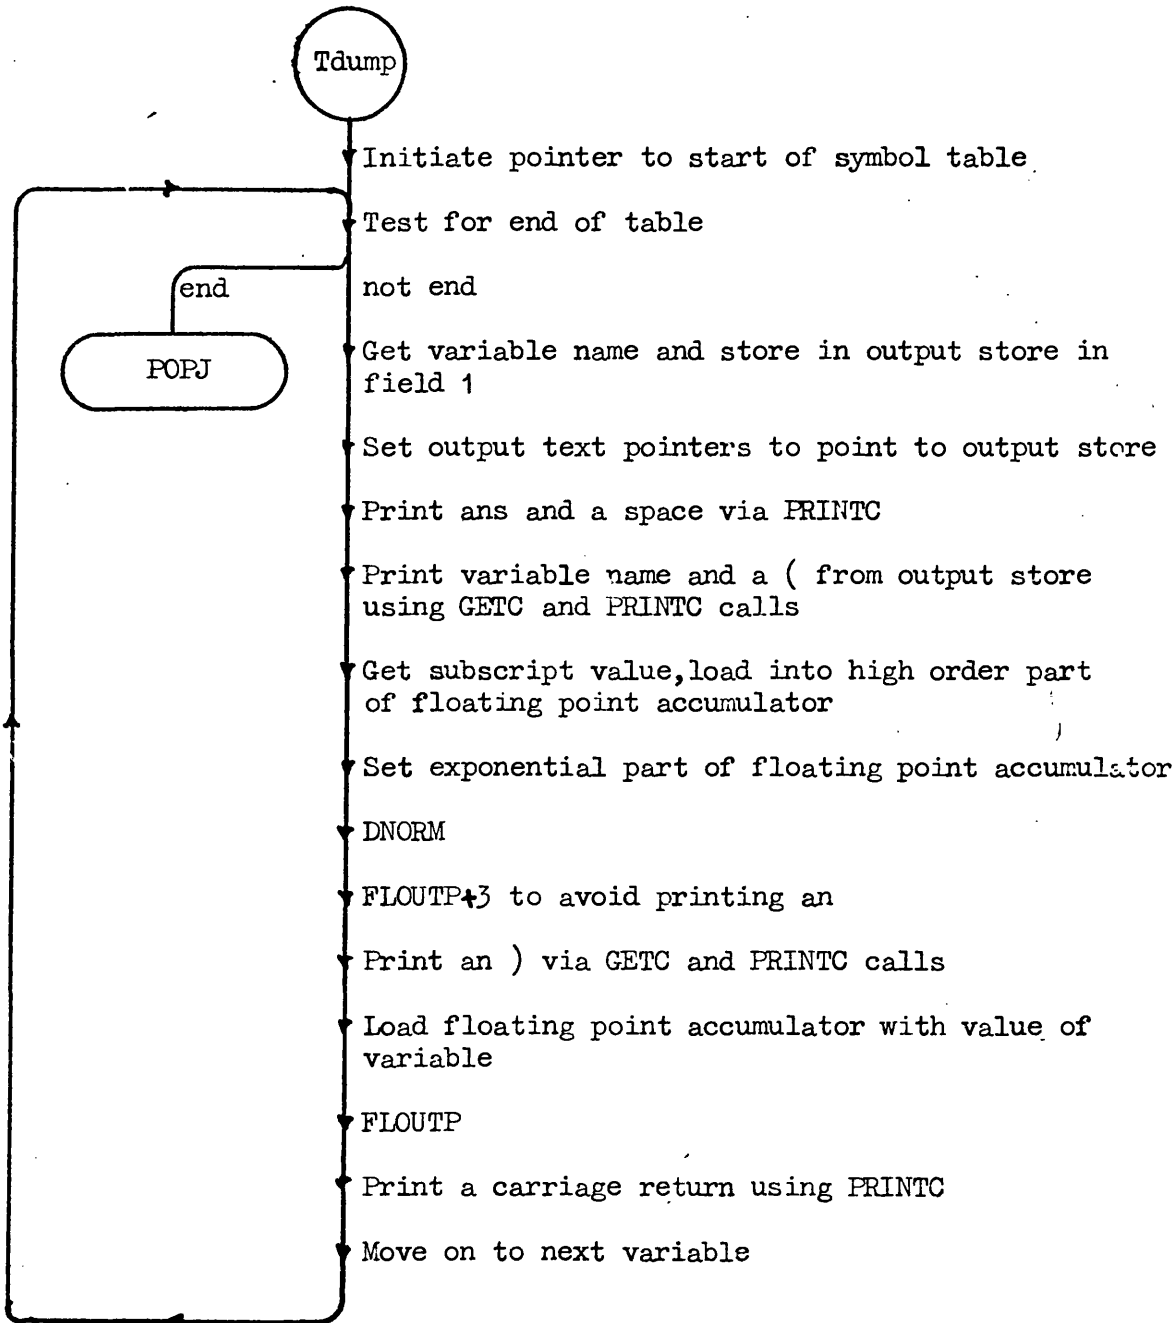 Tdump
Initiate pointer to start of symbol table
Test for end of table
end
not end
POPJ
Get variable name and store in output store in
field 1
Set output text pointers to point to output store
Print ans and a space via PRINTC
Print variable name and a ( from output store
using GETC and PRINTC calls
Get subscript value,load into high order part
of floating point accumulator
Set exponential part of floating point accumulator
DNORM
FLOUTP+3 to avoid printing an
Print an ) via GETC and PRINTC calls
Load floating point accumulator with value of
variable
FLOUTP
Print a carriage return using PRINTC
Move on to next variable